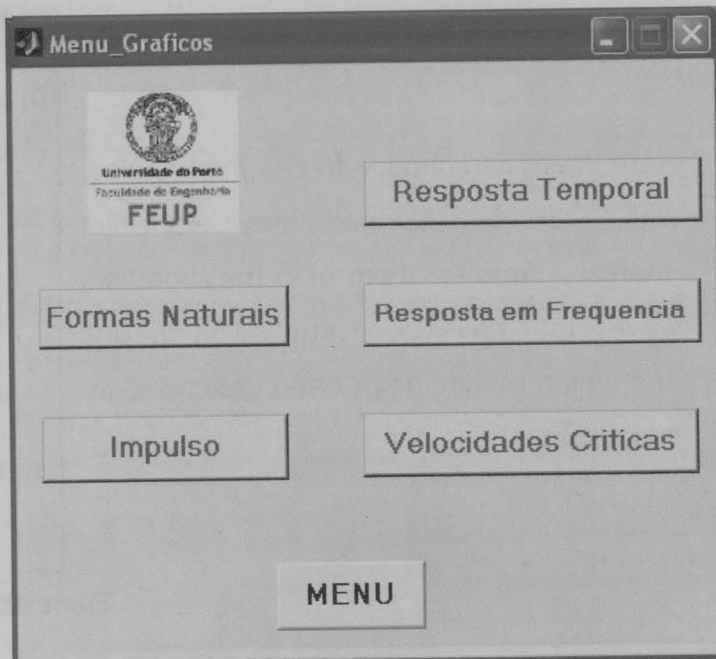 Menu_Graficos
Universidade do Porto
Faculdade de Engenharia
FEUP
Resposta Temporal
Formas Naturais
Resposta em Frequencia
Impulso
Velocidades Criticas
MENU